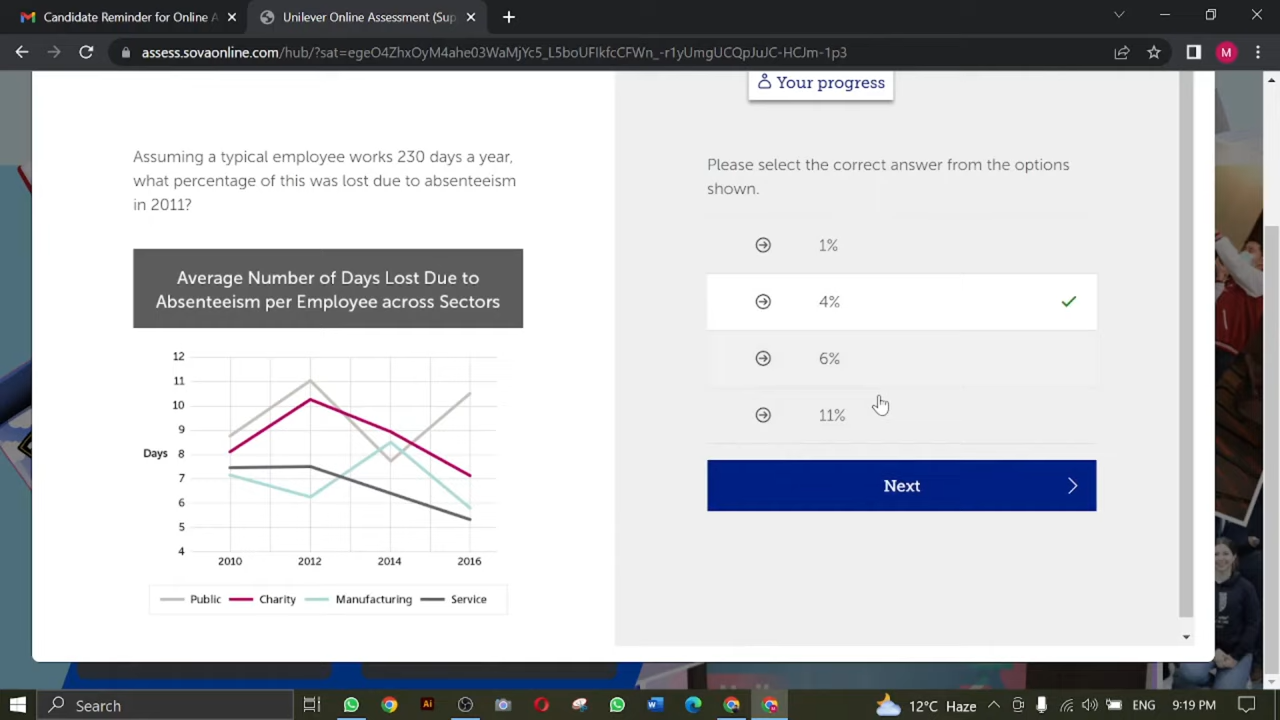 Candidate Reminder for Online A
Unilever Online Assessment (Sup
assess.sovaonline.com/hub/?sat=egeO4ZhxOyM4ahe03WaMjYc5_L5boUFlkfcCFWn_-r1yUmgUCQpJuJC-HCJm-1p3
M
Your progress
Assuming a typical employee works 230 days a year,
what percentage of this was lost due to absenteeism
in 2011?
Please select the correct answer from the options
shown.
1%
4%
6%
11%
Next
Average Number of Days Lost Due to
Absenteeism per Employee across Sectors
12
11
10
9
Days 8
7
6
5
4
2010 2012 2014 2016
Public Charity Manufacturing Service
Search
Ai
12°C Haze
9:19 PM